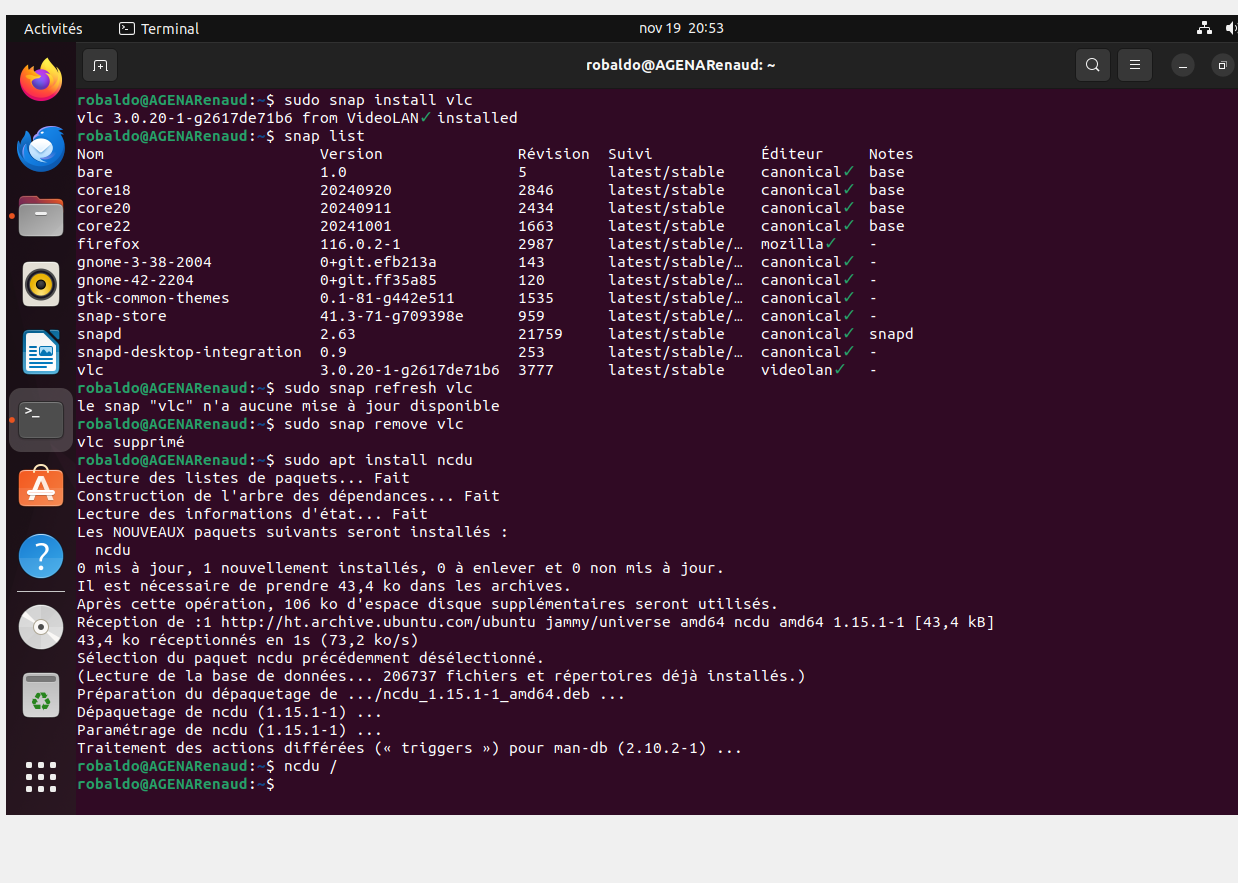 Activités Terminal nov 19 20:53
robaldo@AGENARenaud: ~
robaldo@AGENARenaud:~$ sudo snap install vlc
vlc 3.0.20-1-g2617de71b6 from VideoLAN✓ installed
robaldo@AGENARenaud:~$ snap list
Nom Version Révision Suivi Éditeur Notes
bare 1.0 5 latest/stable canonical✓ base
core18 20240920 2846 latest/stable canonical✓ base
core20 20240911 2434 latest/stable canonical✓ base
core22 20241001 1663 latest/stable canonical✓ base
firefox 116.0.2-1 2987 latest/stable/… mozilla✓ -
gnome-3-38-2004 0+git.efb213a 143 latest/stable/… canonical✓ -
gnome-42-2204 0+git.ff35a85 120 latest/stable/… canonical✓ -
gtk-common-themes 0.1-81-g442e511 1535 latest/stable/… canonical✓ -
snap-store 41.3-71-g709398e 959 latest/stable/… canonical✓ -
snapd 2.63 21759 latest/stable canonical✓ snapd
snapd-desktop-integration 0.9 253 latest/stable/… canonical✓ -
vlc 3.0.20-1-g2617de71b6 3777 latest/stable videolan✓ -
robaldo@AGENARenaud:~$ sudo snap refresh vlc
le snap "vlc" n'a aucune mise à jour disponible
robaldo@AGENARenaud:~$ sudo snap remove vlc
vlc supprimé
robaldo@AGENARenaud:~$ sudo apt install ncdu
Lecture des listes de paquets... Fait
Construction de l'arbre des dépendances... Fait
Lecture des informations d'état... Fait
Les NOUVEAUX paquets suivants seront installés :
ncdu
0 mis à jour, 1 nouvellement installés, 0 à enlever et 0 non mis à jour.
Il est nécessaire de prendre 43,4 ko dans les archives.
Après cette opération, 106 ko d'espace disque supplémentaires seront utilisés.
Réception de :1 http://ht.archive.ubuntu.com/ubuntu jammy/universe amd64 ncdu amd64 1.15.1-1 [43,4 kB]
43,4 ko réceptionnés en 1s (73,2 ko/s)
Sélection du paquet ncdu précédemment désélectionné.
(Lecture de la base de données... 206737 fichiers et répertoires déjà installés.)
Préparation du dépaquetage de .../ncdu_1.15.1-1_amd64.deb ...
Dépaquetage de ncdu (1.15.1-1) ...
Paramétrage de ncdu (1.15.1-1) ...
Traitement des actions différées (« triggers ») pour man-db (2.10.2-1) ...
robaldo@AGENARenaud:~$ ncdu /
robaldo@AGENARenaud:~$